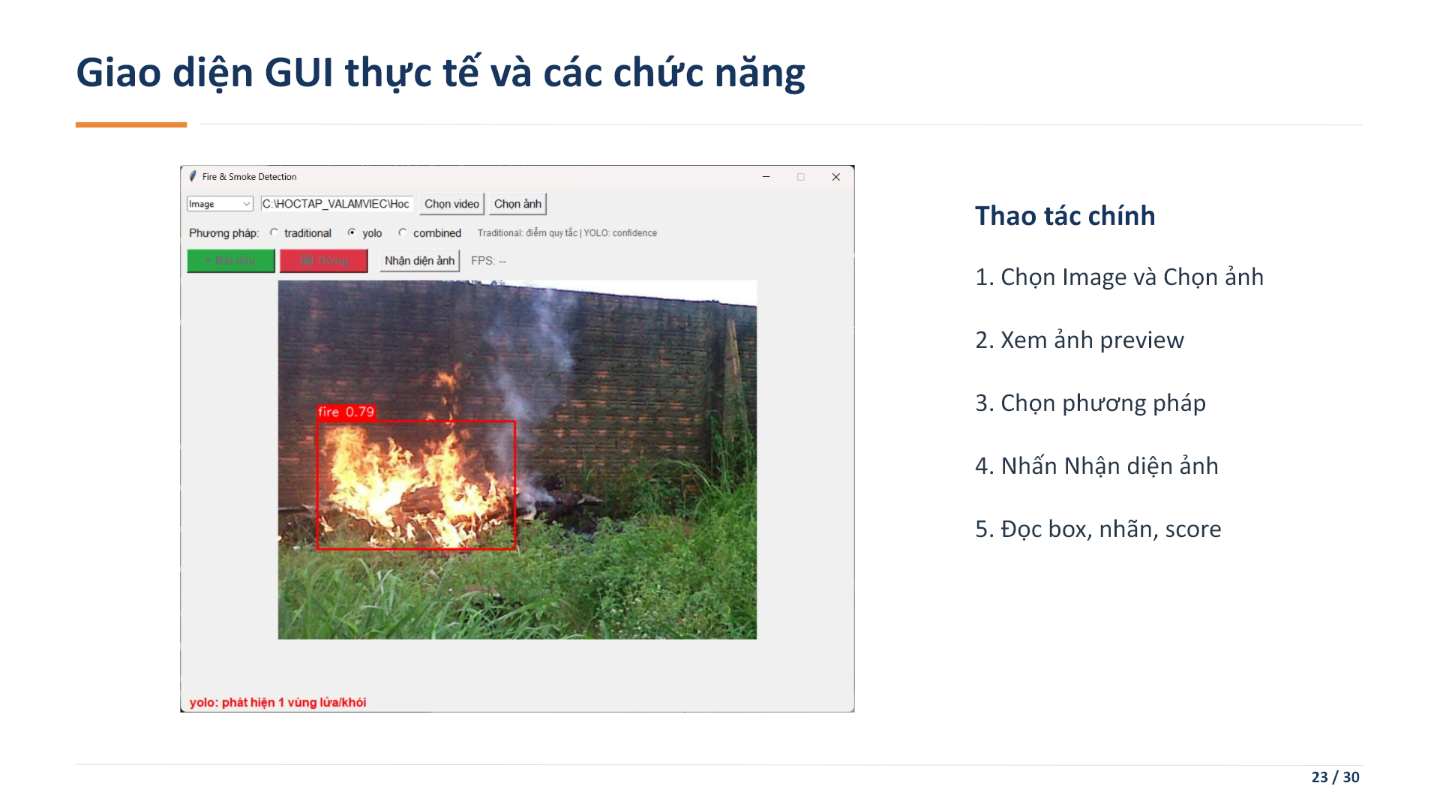 Giao diện GUI thực tế và các chức năng
Fire & Smoke Detection
Image C:\HOCTAP_VALAMVIEC\Hoc Chọn video Chọn ảnh
Phương pháp: traditional yolo combined Traditional: điểm quy tắc | YOLO: confidence
Bắt đầu Dừng Nhận diện ảnh FPS: --
fire 0.79
yolo: phát hiện 1 vùng lửa/khói
Thao tác chính
1. Chọn Image và Chọn ảnh
2. Xem ảnh preview
3. Chọn phương pháp
4. Nhấn Nhận diện ảnh
5. Đọc box, nhãn, score
23 / 30